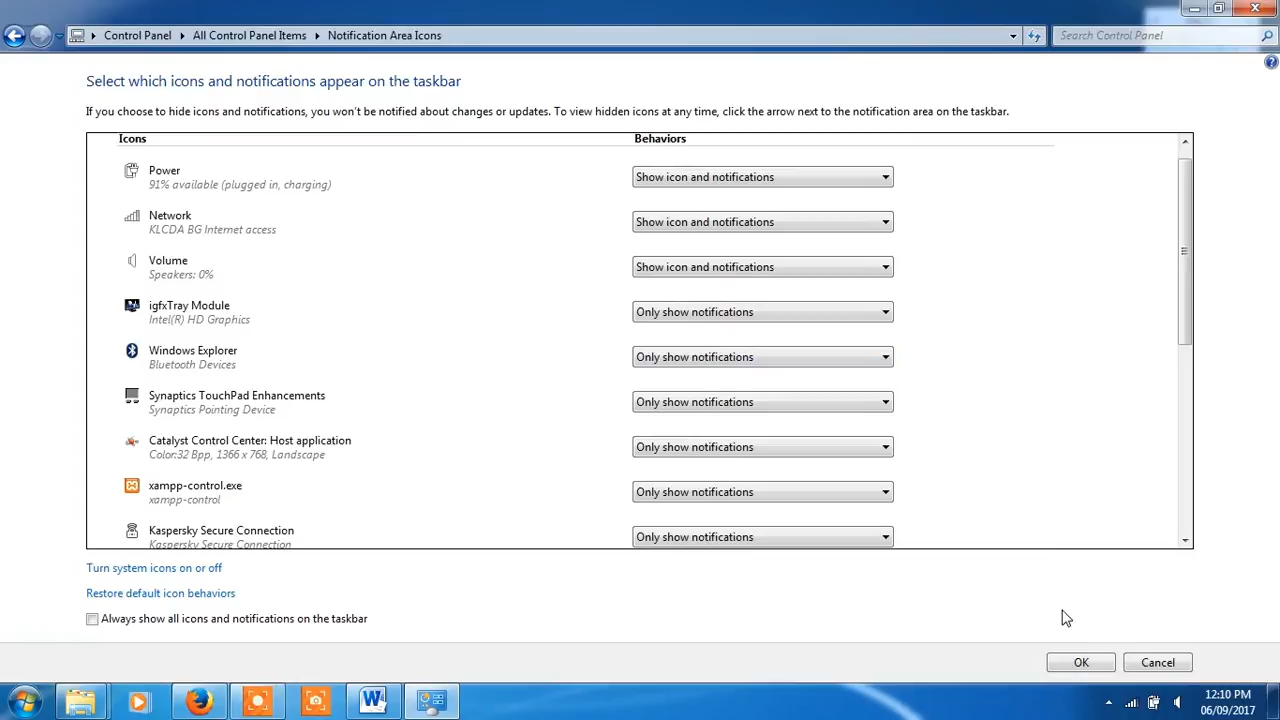 Control Panel
All Control Panel Items
Notification Area Icons
Search Control Panel
Select which icons and notifications appear on the taskbar
If you choose to hide icons and notifications, you won't be notified about changes or updates. To view hidden icons at any time, click the arrow next to the notification area on the taskbar.
Icons
Behaviors
Power
91% available (plugged in, charging)
Show icon and notifications
Network
KLCDA BG Internet access
Show icon and notifications
Volume
Speakers: 0%
Show icon and notifications
igfxTray Module
Intel(R) HD Graphics
Only show notifications
Windows Explorer
Bluetooth Devices
Only show notifications
Synaptics TouchPad Enhancements
Synaptics Pointing Device
Only show notifications
Catalyst Control Center: Host application
Color:32 Bpp, 1366 x 768, Landscape
Only show notifications
xampp-control.exe
xampp-control
Only show notifications
Kaspersky Secure Connection
Kaspersky Secure Connection
Only show notifications
Turn system icons on or off
Restore default icon behaviors
Always show all icons and notifications on the taskbar
OK
Cancel
12:10 PM
06/09/2017